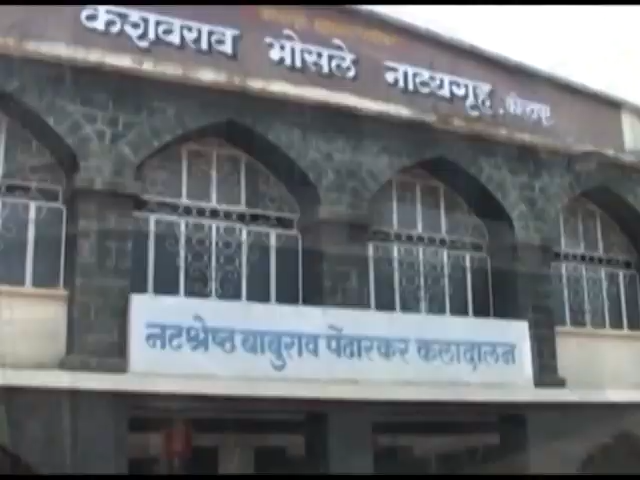 केशवराव भोसले नाट्यगृह,
नटश्रेष्ठ बाबुराव पेंढारकर कलादालन